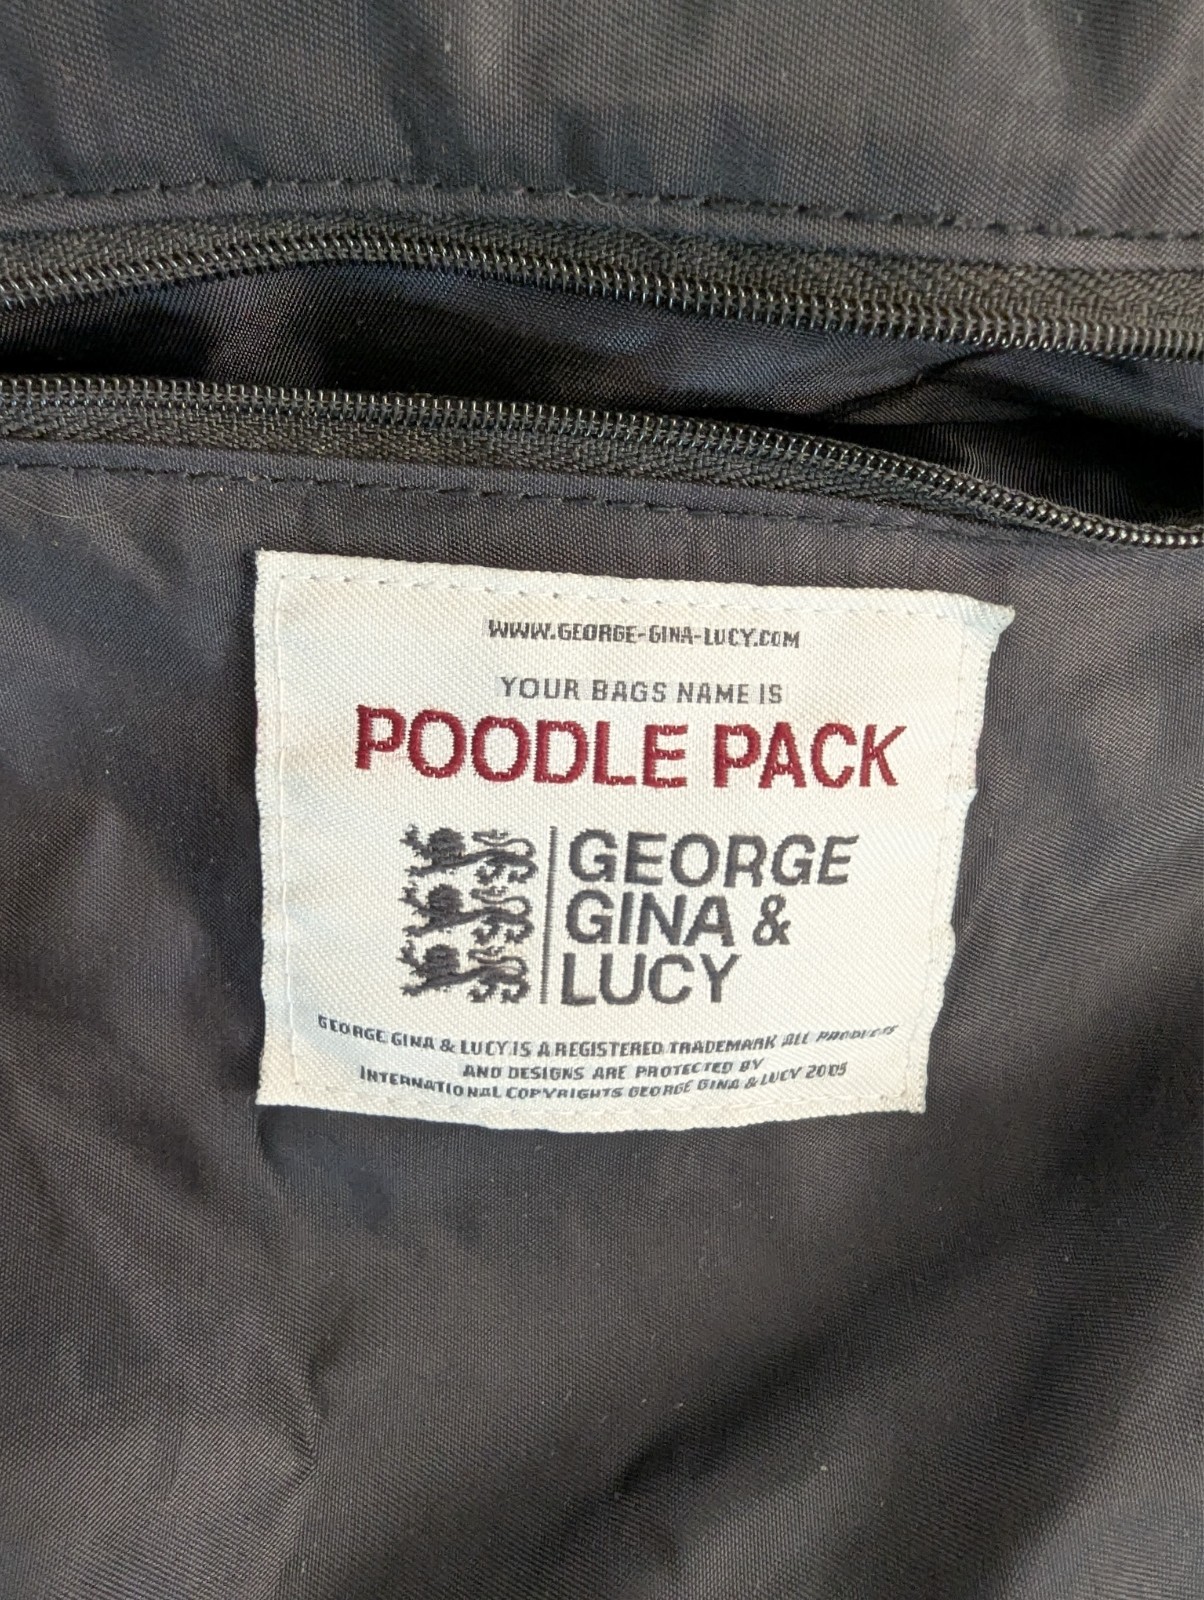 WWW.GEORGE-GINA-LUCY.COM
YOUR BAGS NAME IS
POODLE PACK
GEORGE
GINA &
LUCY
GEORGE GINA & LUCY IS A REGISTERED TRADEMARK ALL PRODUCTS
AND DESIGNS ARE PROTECTED BY
INTERNATIONAL COPYRIGHTS GEORGE GINA & LUCY 2005